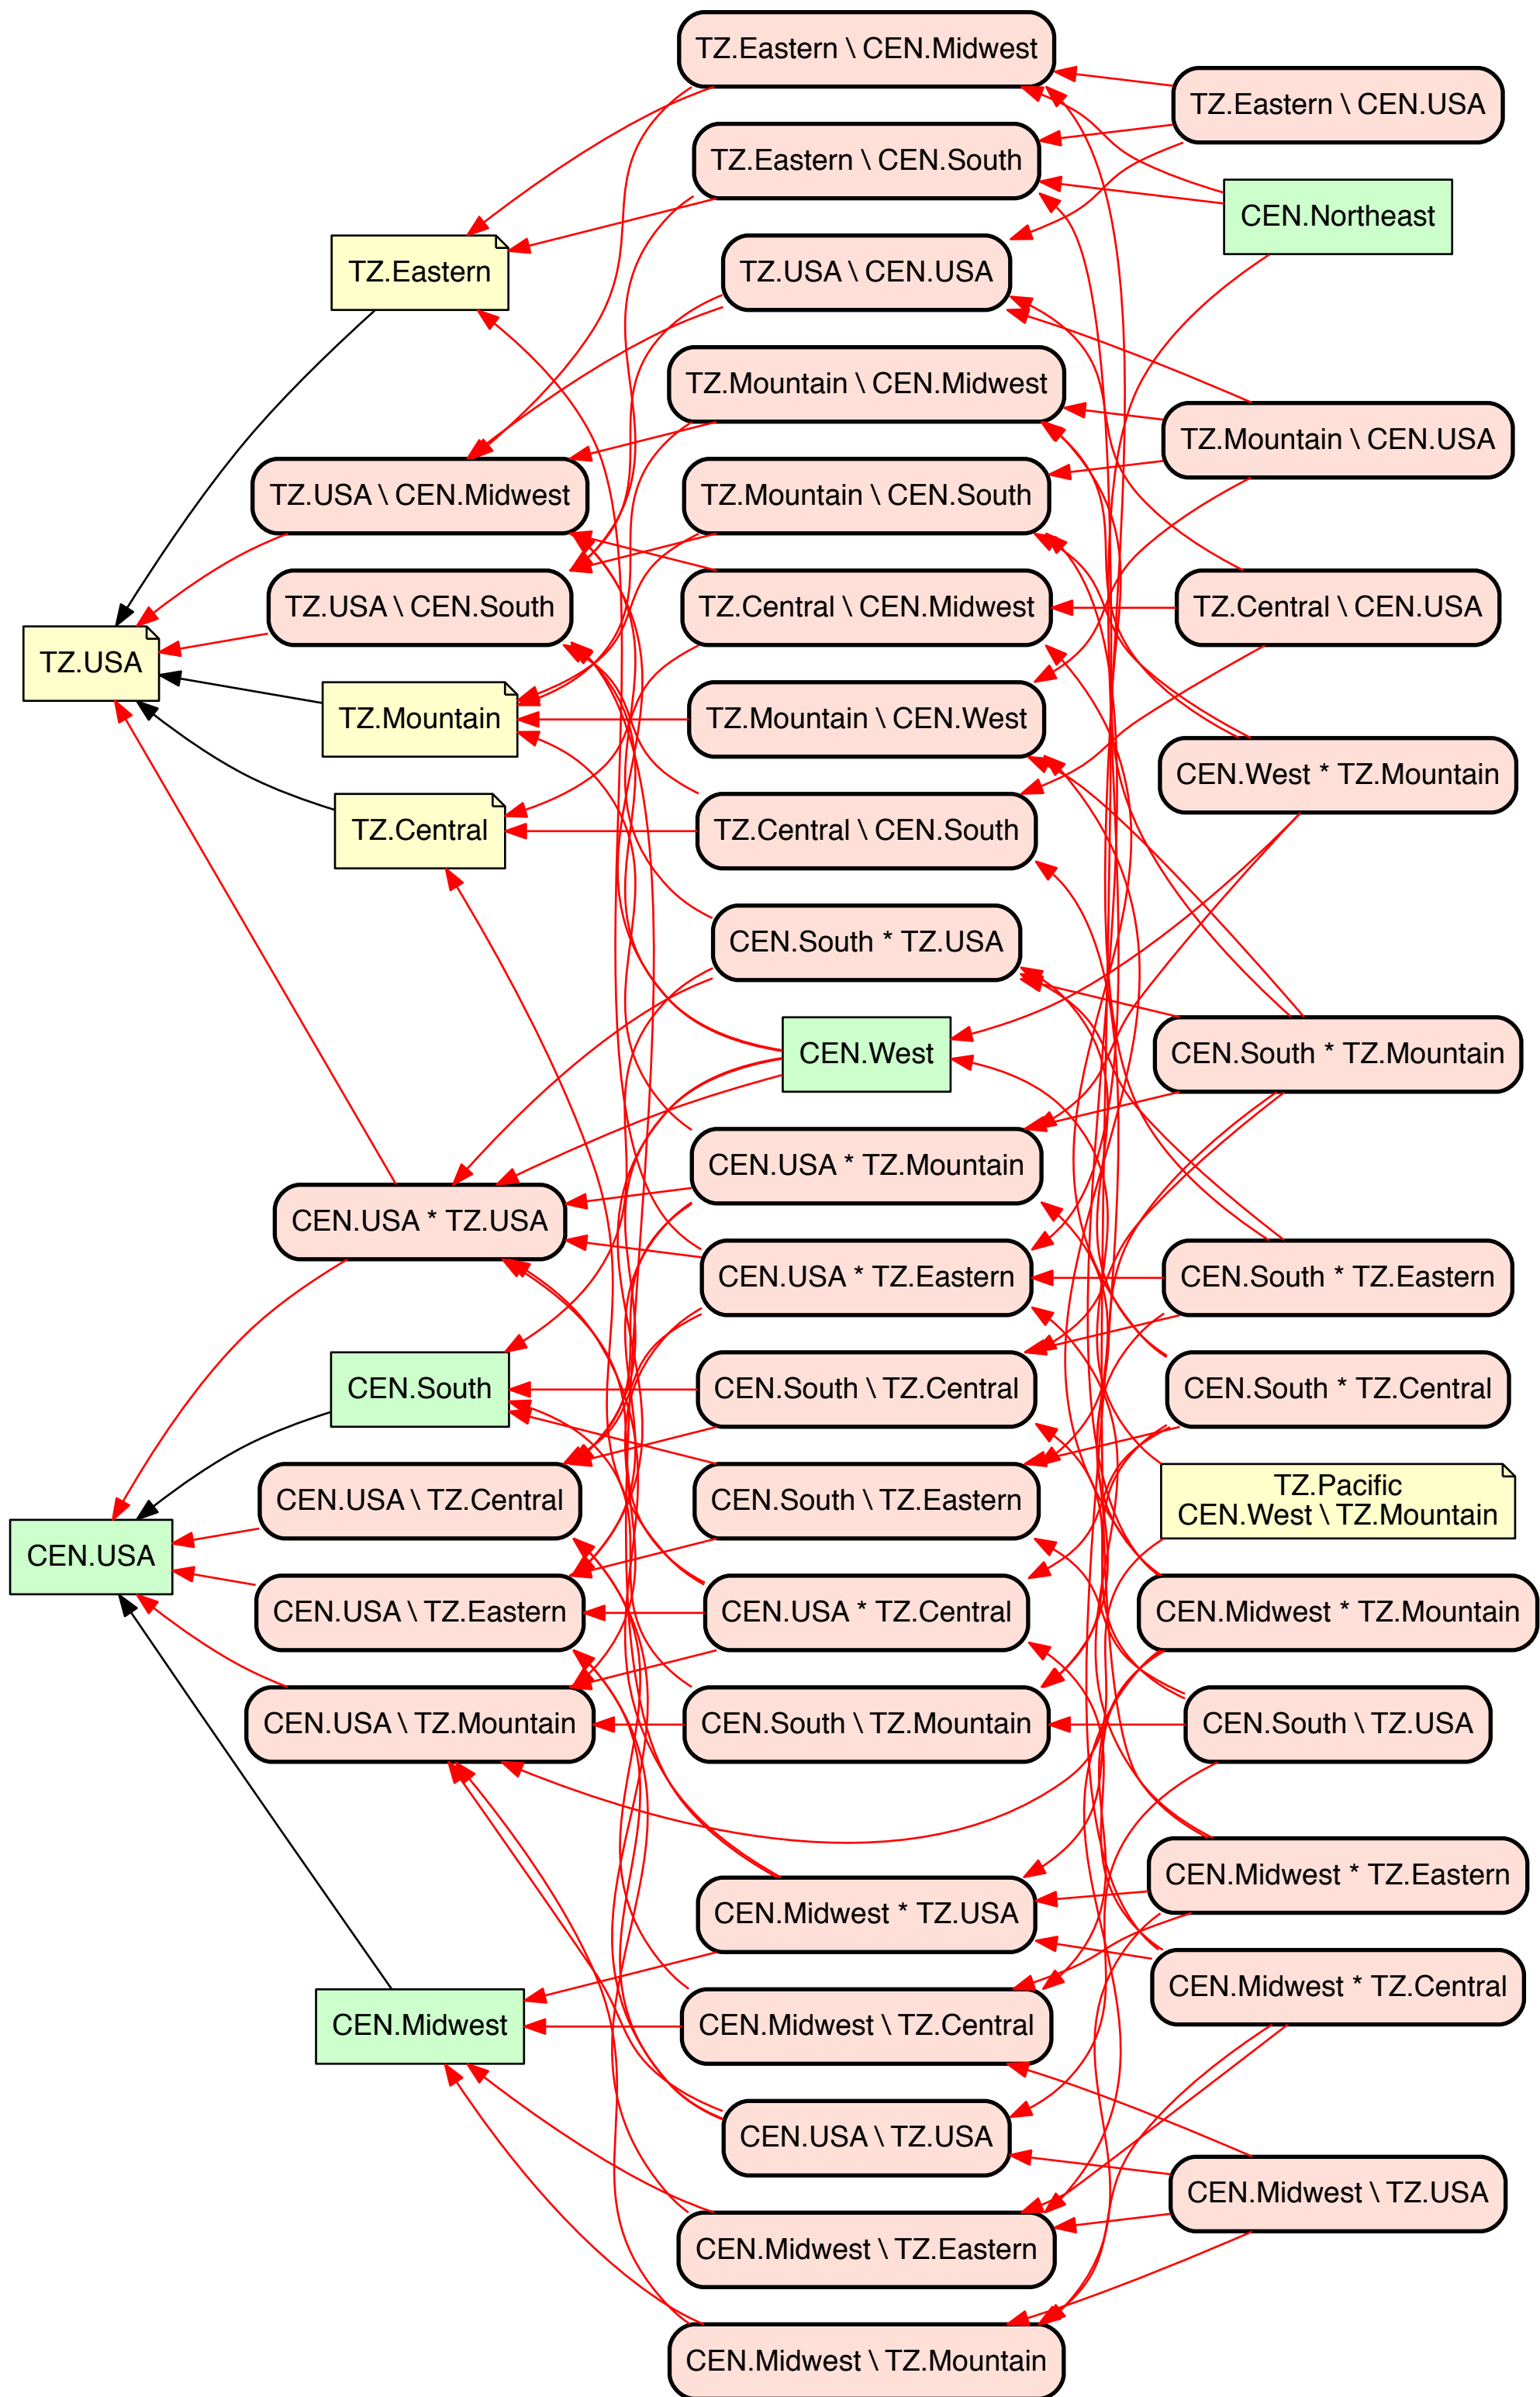 TZ.Eastern \ CEN.Midwest
TZ.Eastern \ CEN.USA
TZ.Eastern \ CEN.South
CEN.Northeast
TZ.Eastern
TZ.USA \ CEN.USA
TZ.Mountain \ CEN.Midwest
TZ.Mountain \ CEN.USA
TZ.USA \ CEN.Midwest
TZ.Mountain \ CEN.South
TZ.USA \ CEN.South
TZ.Central \ CEN.Midwest
TZ.Central \ CEN.USA
TZ.USA
TZ.Mountain
TZ.Mountain \ CEN.West
CEN.West * TZ.Mountain
TZ.Central
TZ.Central \ CEN.South
CEN.South * TZ.USA
CEN.West
CEN.South * TZ.Mountain
CEN.USA * TZ.Mountain
CEN.USA * TZ.USA
CEN.USA * TZ.Eastern
CEN.South * TZ.Eastern
CEN.South
CEN.South \ TZ.Central
CEN.South * TZ.Central
CEN.USA \ TZ.Central
CEN.South \ TZ.Eastern
TZ.Pacific
CEN.West \ TZ.Mountain
CEN.USA
CEN.USA \ TZ.Eastern
CEN.USA * TZ.Central
CEN.Midwest * TZ.Mountain
CEN.USA \ TZ.Mountain
CEN.South \ TZ.Mountain
CEN.South \ TZ.USA
CEN.Midwest * TZ.Eastern
CEN.Midwest * TZ.USA
CEN.Midwest * TZ.Central
CEN.Midwest
CEN.Midwest \ TZ.Central
CEN.USA \ TZ.USA
CEN.Midwest \ TZ.USA
CEN.Midwest \ TZ.Eastern
CEN.Midwest \ TZ.Mountain